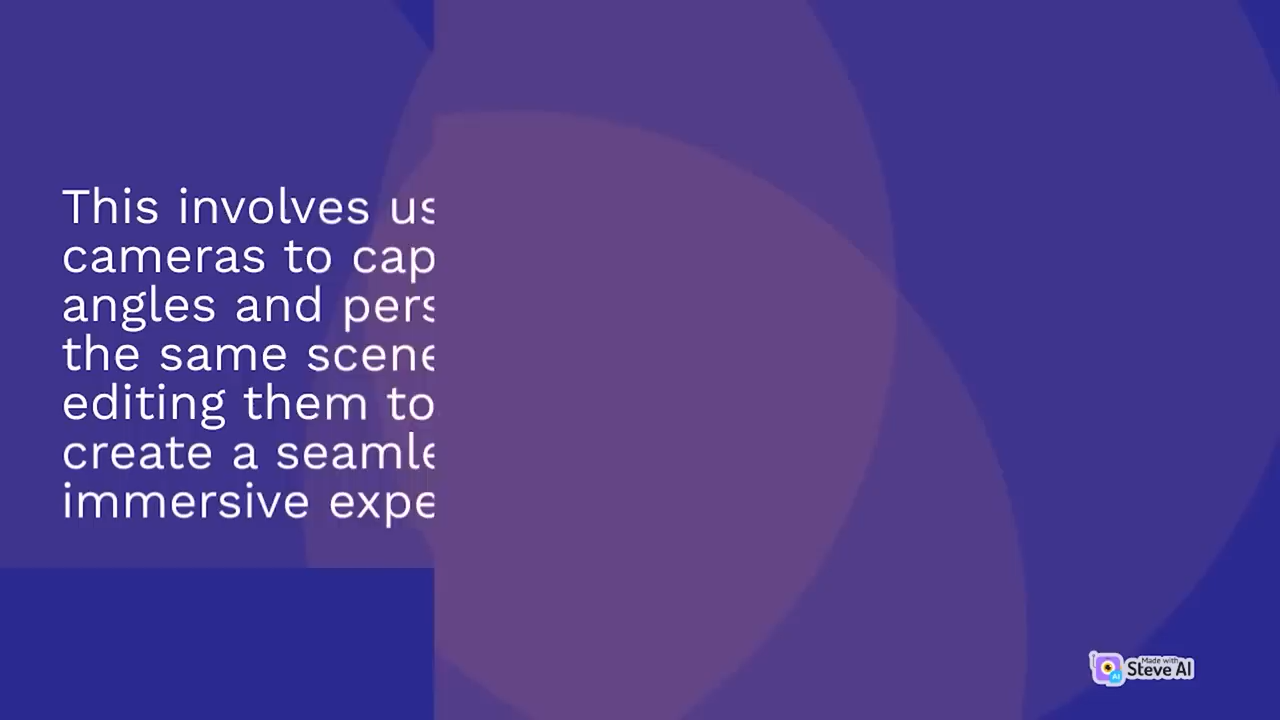 This involves us
cameras to cap
angles and pers
the same scene
editing them to
create a seamle
immersive expe
Made with
Steve AI
AI